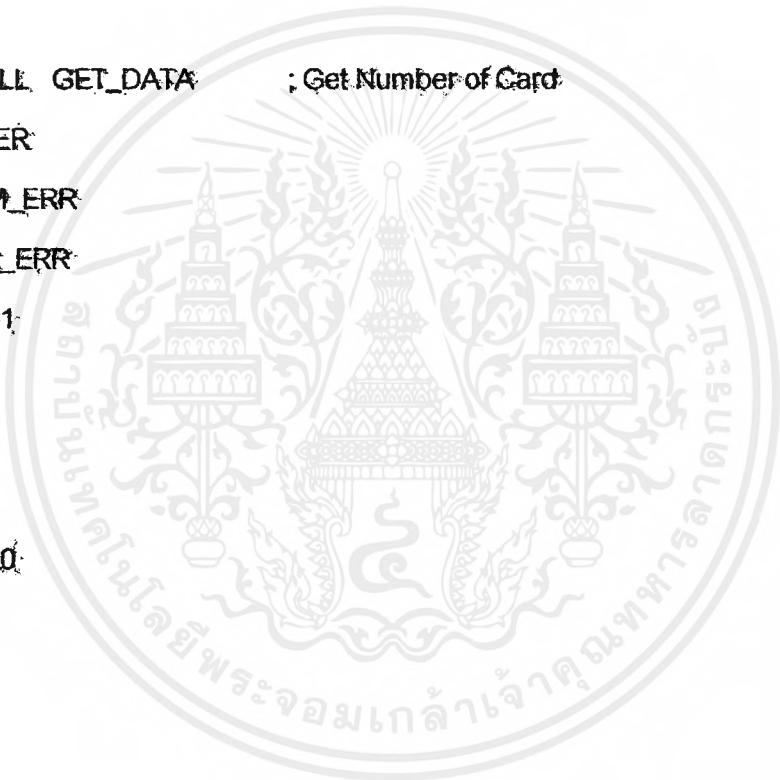 LL GET_DATA ; Get Number of Card
ER
M_ERR
_ERR
1
0
สถาบันเทคโนโลยีพระจอมเกล้าเจ้าคุณทหารลาดกระบัง